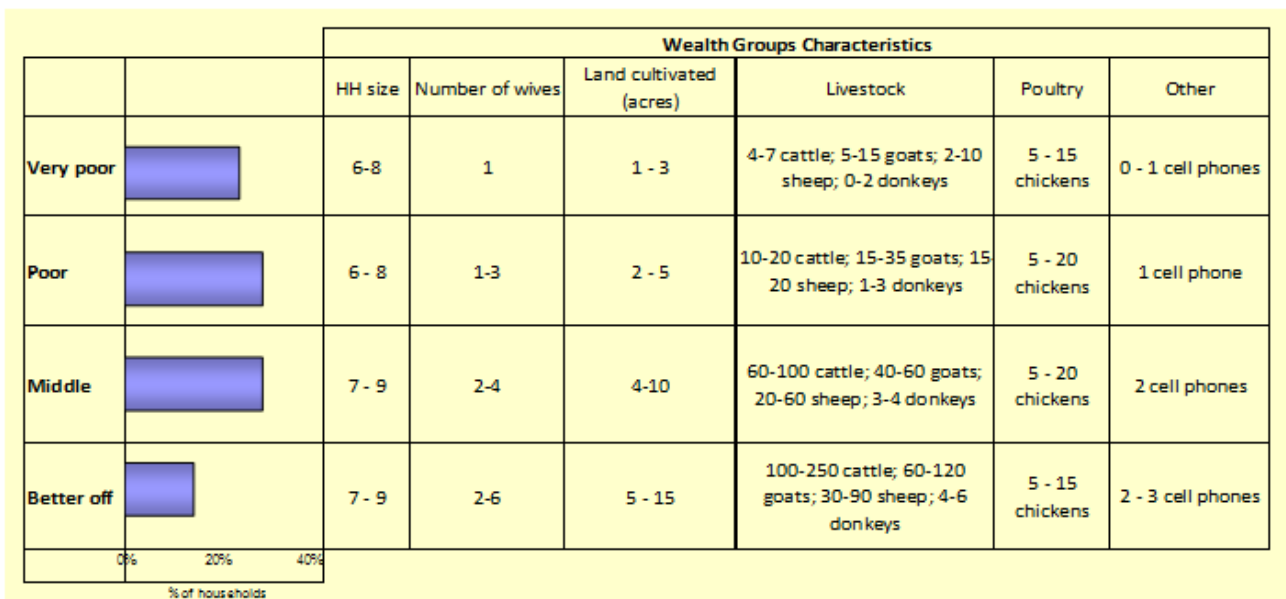 Wealth Groups Characteristics
HH size
Number of wives
Land cultivated
(acres)
Livestock
Poultry
Other
Very poor
6-8
1
1 - 3
4-7 cattle; 5-15 goats; 2-10
sheep; 0-2 donkeys
5 - 15
chickens
0 - 1 cell phones
Poor
6 - 8
1-3
2 - 5
10-20 cattle; 15-35 goats; 15-
20 sheep; 1-3 donkeys
5 - 20
chickens
1 cell phone
Middle
7 - 9
2-4
4-10
60-100 cattle; 40-60 goats;
20-60 sheep; 3-4 donkeys
5 - 20
chickens
2 cell phones
Better off
7 - 9
2-6
5 - 15
100-250 cattle; 60-120
goats; 30-90 sheep; 4-6
donkeys
5 - 15
chickens
2 - 3 cell phones
0% 20% 40%
% of households